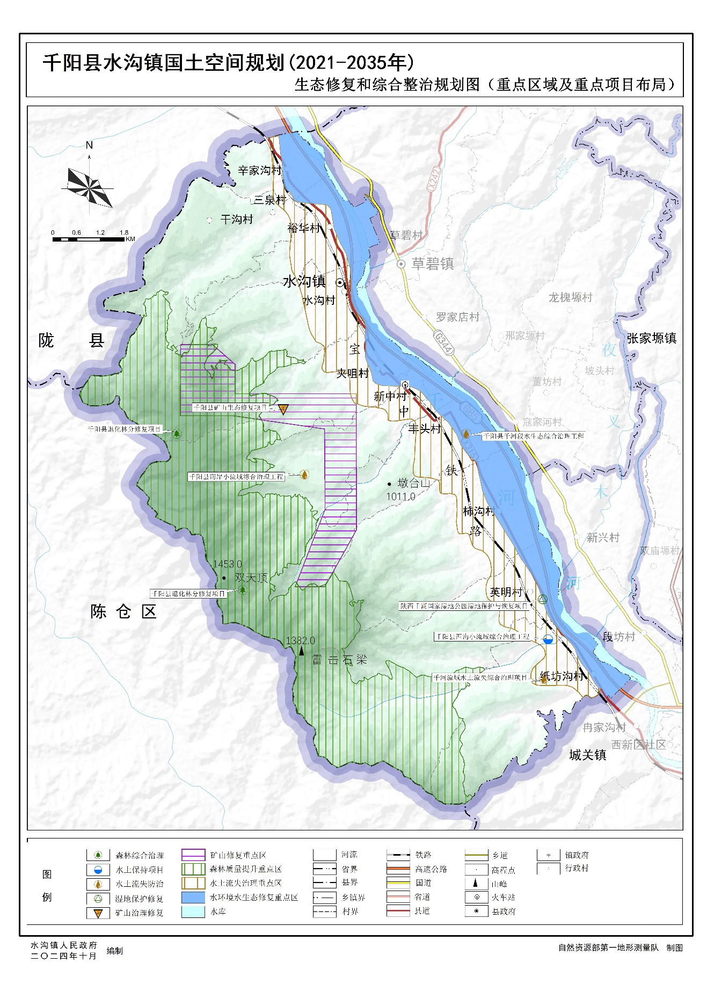 千阳县水沟镇国土空间规划(2021-2035年)
生态修复和综合整治规划图（重点区域及重点项目布局）
N
0 0.6 1.2 1.8
KM
X242
辛家沟村
三泉村
干沟村
裕华村
草碧村
草碧镇
水沟镇
水沟村
龙槐塬村
罗家店村
邢家塬村
G344
张家塬镇
陇 县
宝
夜
夹咀村
坡头村
董坊村
新中村
千
中
千阳县矿山生态修复项目
G85
叉
寇家河村
千阳县退化林分修复项目
丰头村
千阳县千河段水生态综合治理工程
X315
铁
千阳县南岸小流域综合治理工程
墩台山
1011.0
木
河
柿沟村
路
新兴村
双庙塬村
1453.0
双天顶
河
千阳县退化林分修复项目
英明村
陕西千湖国家湿地公园湿地保护与恢复项目
陈仓区
千阳县西沟小流域综合治理工程
段坊村
1382.0
雷击石梁
千河流域水土流失综合治理项目
纸坊沟村
冉家沟村
西新区社区
城关镇
图例
森林综合治理
水土保持项目
水土流失防治
湿地保护修复
矿山治理修复
矿山修复重点区
森林质量提升重点区
水土流失治理重点区
水环境水生态修复重点区
水库
河流
省界
县界
乡镇界
村界
铁路
高速公路
国道
省道
县道
乡道
高程点
山峰
火车站
县政府
镇政府
行政村
水沟镇人民政府
二〇二四年十月
编制
自然资源部第一地形测量队 制图